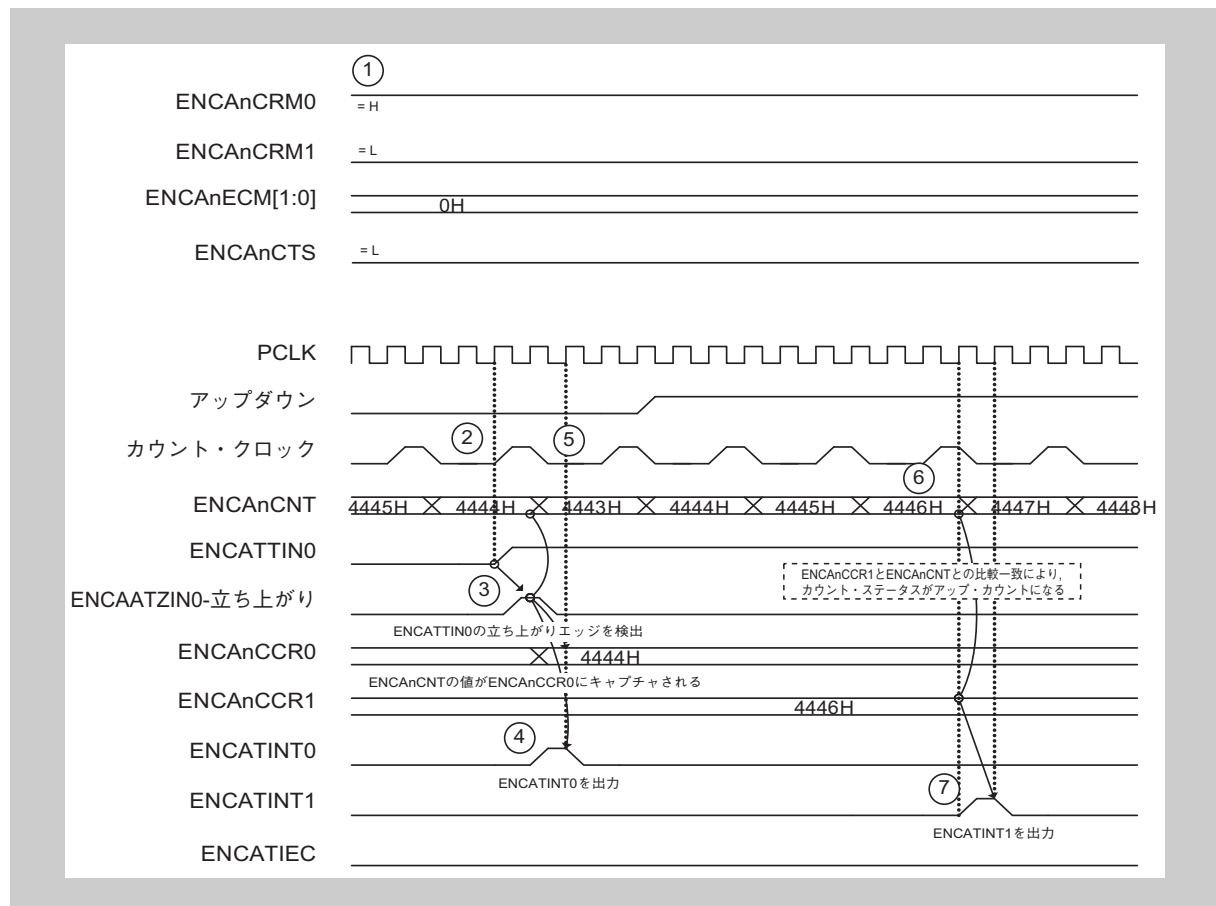 ①
ENCAnCRM0
= H
ENCAnCRM1
= L
ENCAnECM[1:0]
0H
ENCAnCTS
= L
PCLK
アップダウン
カウント・クロック
②
⑤
⑥
ENCAnCNT
4445H 4444H 4443H 4444H 4445H 4446H 4447H 4448H
ENCATTIN0
③
ENCAnCCR1とENCAnCNTとの比較一致により,
カウント・ステータスがアップ・カウントになる
ENCAATZIN0-立ち上がり
ENCATTIN0の立ち上がりエッジを検出
ENCAnCCR0
4444H
ENCAnCNTの値がENCAnCCR0にキャプチャされる
ENCAnCCR1
4446H
ENCATINT0
④
ENCATINT0を出力
ENCATINT1
⑦
ENCATINT1を出力
ENCATIEC